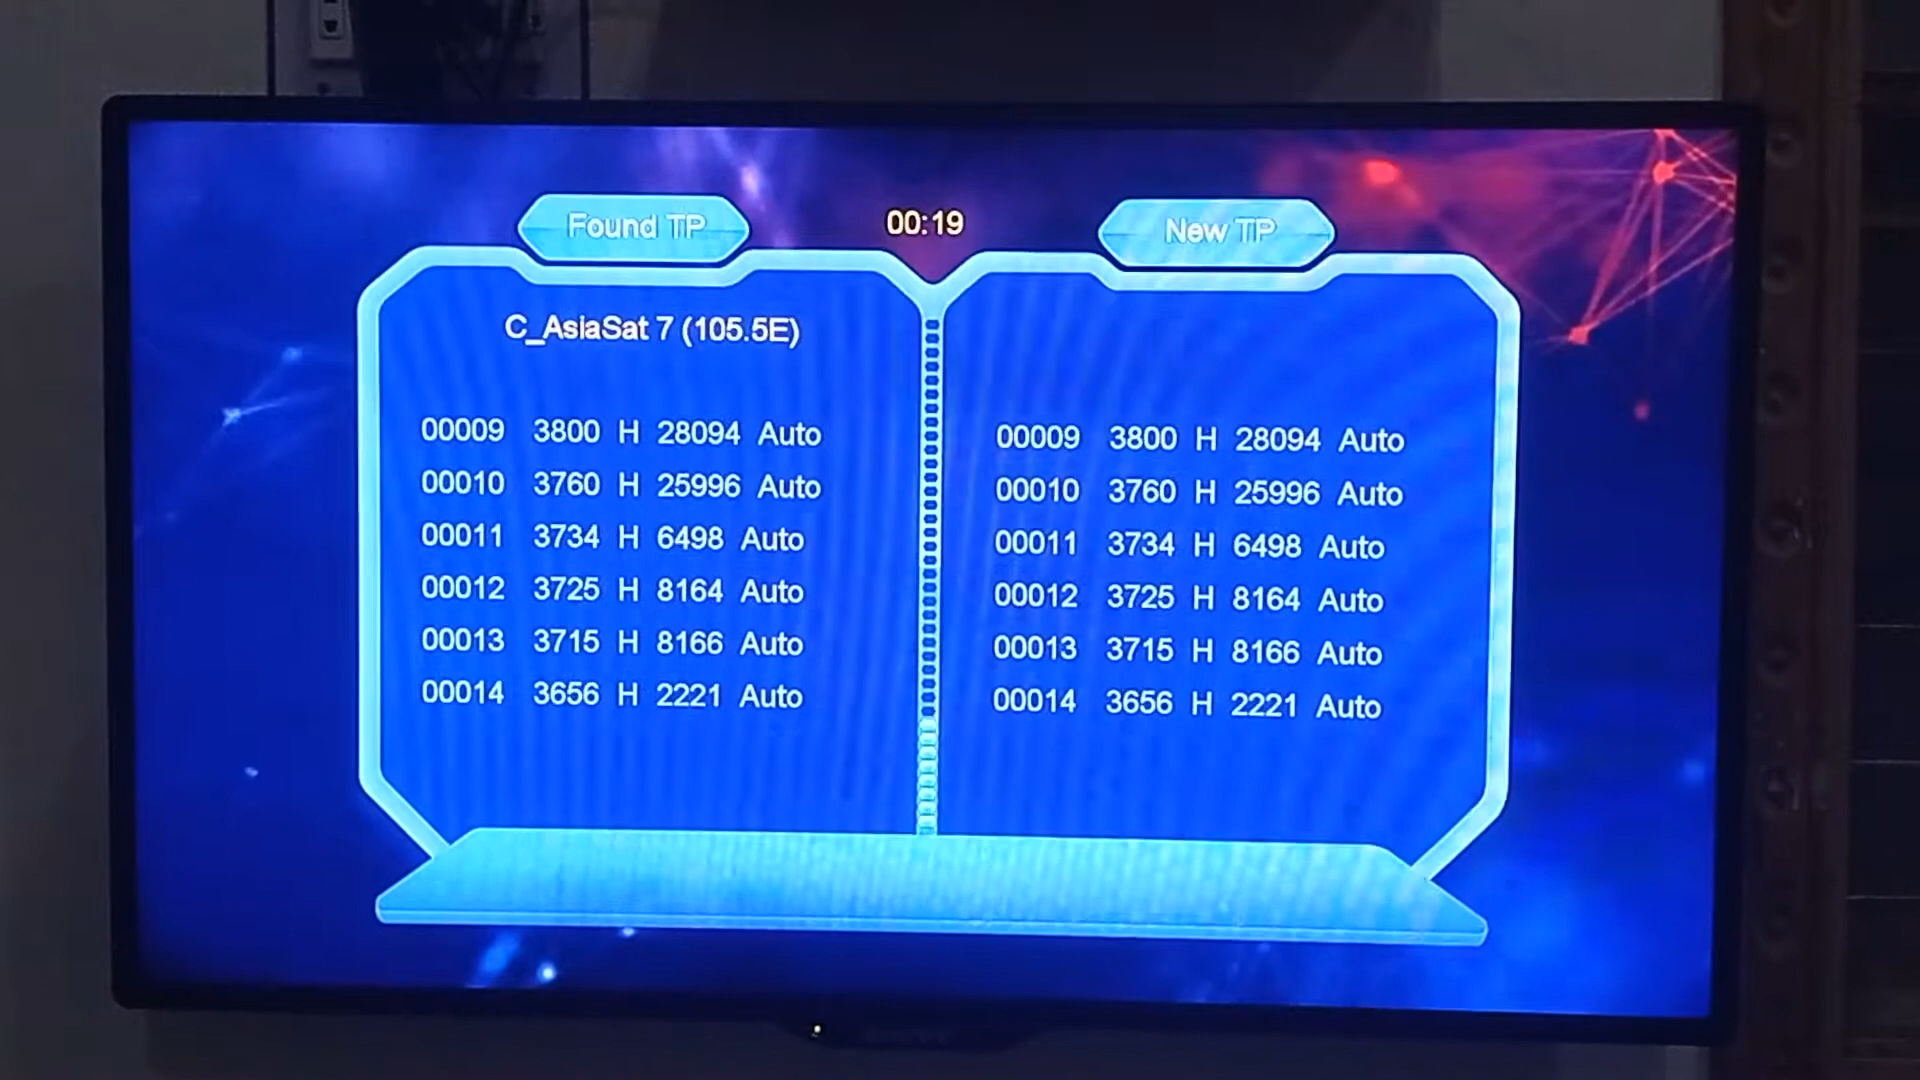 Found TP
00:19
New TP
C_AsiaSat 7 (105.5E)
00009 3800 H 28094 Auto
00010 3760 H 25996 Auto
00011 3734 H 6498 Auto
00012 3725 H 8164 Auto
00013 3715 H 8166 Auto
00014 3656 H 2221 Auto
00009 3800 H 28094 Auto
00010 3760 H 25996 Auto
00011 3734 H 6498 Auto
00012 3725 H 8164 Auto
00013 3715 H 8166 Auto
00014 3656 H 2221 Auto